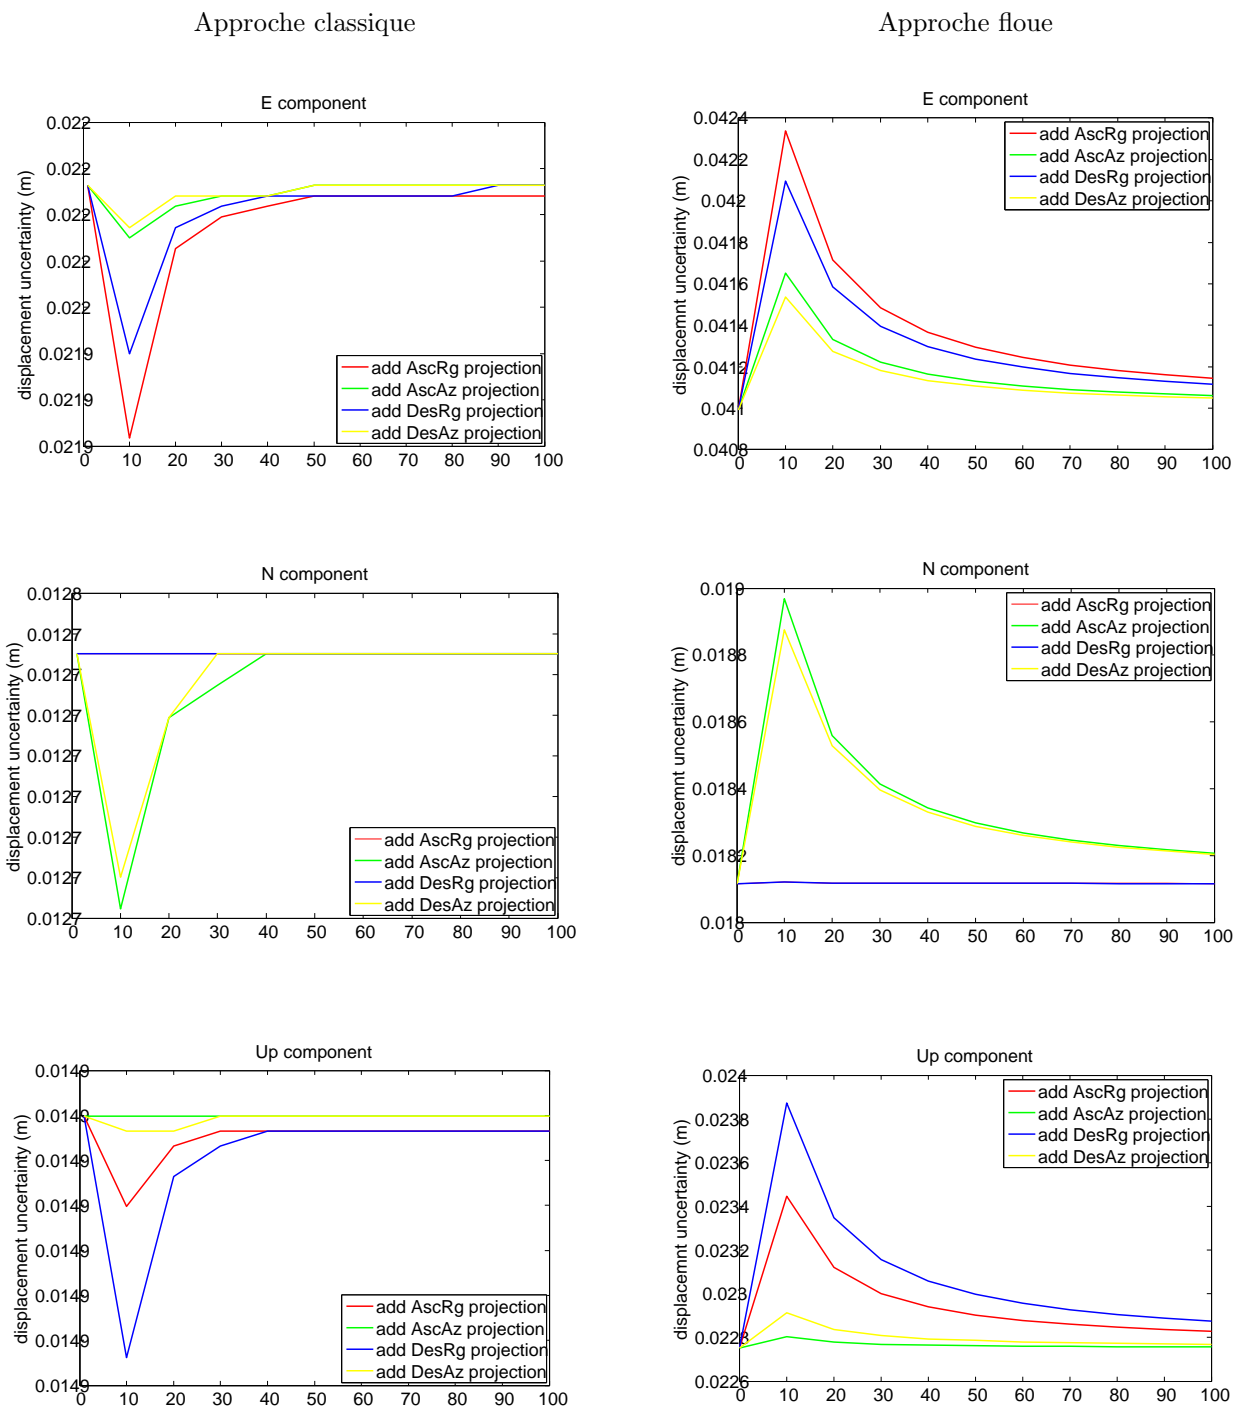 Approche classique
Approche floue
E component
displacement uncertainty (m)
0.022
0.022
0.022
0.022
0.022
0.0219
0.0219
0.0219
0 10 20 30 40 50 60 70 80 90 100
add AscRg projection
add AscAz projection
add DesRg projection
add DesAz projection
E component
displacemnt uncertainty (m)
0.0424
0.0422
0.042
0.0418
0.0416
0.0414
0.0412
0.041
0.0408
0 10 20 30 40 50 60 70 80 90 100
add AscRg projection
add AscAz projection
add DesRg projection
add DesAz projection
N component
displacement uncertainty (m)
0.0128
0.0127
0.0127
0.0127
0.0127
0.0127
0.0127
0.0127
0.0127
0 10 20 30 40 50 60 70 80 90 100
add AscRg projection
add AscAz projection
add DesRg projection
add DesAz projection
N component
displacemnt uncertainty (m)
0.019
0.0188
0.0186
0.0184
0.0182
0.018
0 10 20 30 40 50 60 70 80 90 100
add AscRg projection
add AscAz projection
add DesRg projection
add DesAz projection
Up component
displacement uncertainty (m)
0.0149
0.0149
0.0149
0.0149
0.0149
0.0149
0.0149
0.0149
0 10 20 30 40 50 60 70 80 90 100
add AscRg projection
add AscAz projection
add DesRg projection
add DesAz projection
Up component
displacemnt uncertainty (m)
0.024
0.0238
0.0236
0.0234
0.0232
0.023
0.0228
0.0226
0 10 20 30 40 50 60 70 80 90 100
add AscRg projection
add AscAz projection
add DesRg projection
add DesAz projection